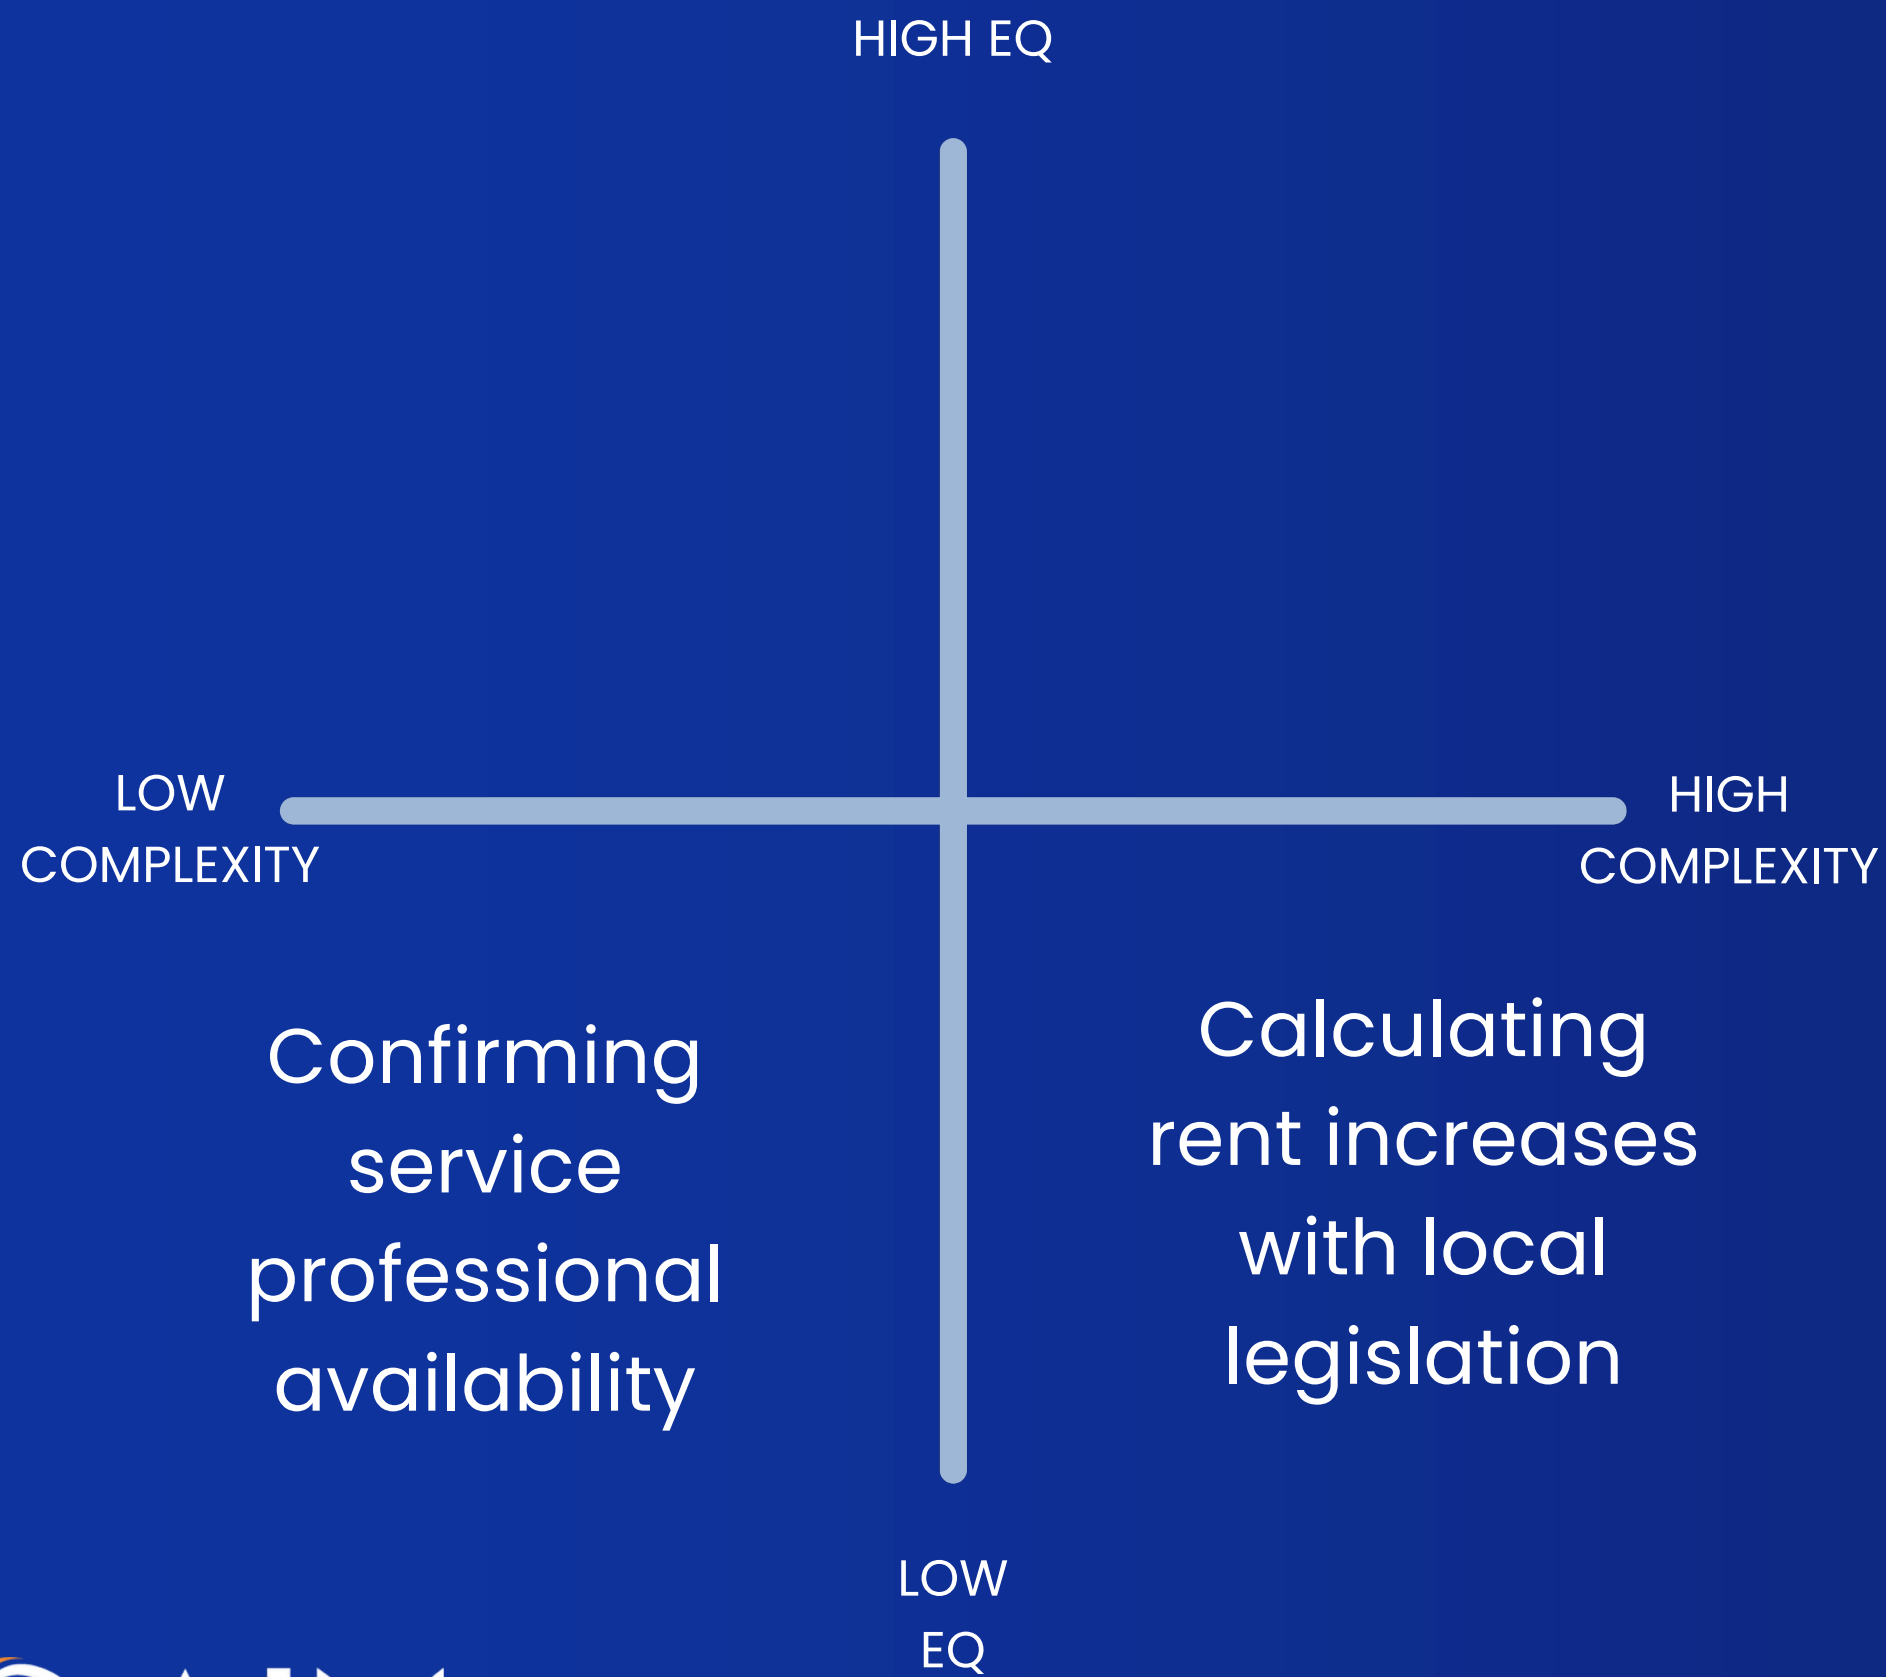 HIGH EQ
LOW
COMPLEXITY
HIGH
COMPLEXITY
Confirming
service
professional
availability
Calculating
rent increases
with local
legislation
LOW
EQ